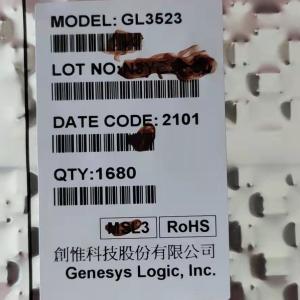 MODEL: GL3523
LOT NO:
DATE CODE: 2101
QTY:1680
MSL3 RoHS
創惟科技股份有限公司
Genesys Logic, Inc.